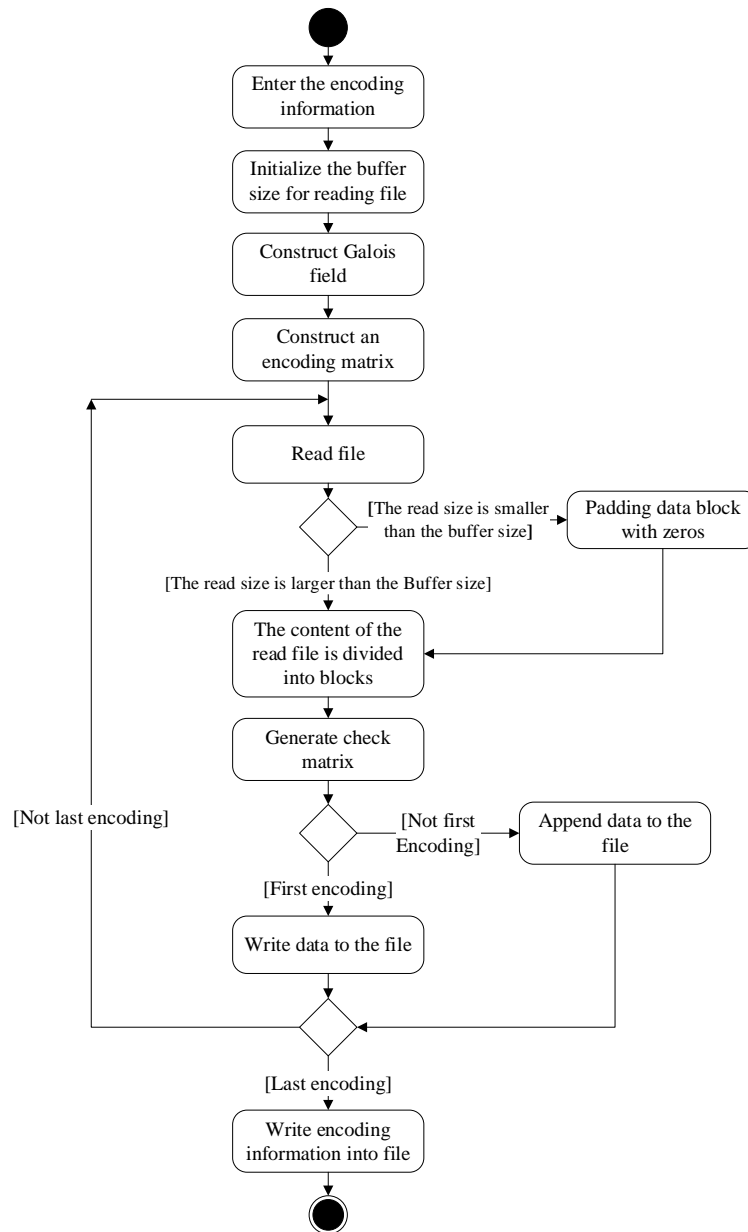 Enter the encoding
information
Initialize the buffer
size for reading file
Construct Galois
field
Construct an
encoding matrix
Read file
[The read size is smaller
than the buffer size]
Padding data block
with zeros
[The read size is larger than the Buffer size]
The content of the
read file is divided
into blocks
Generate check
matrix
[Not last encoding]
[Not first
Encoding]
Append data to the
file
[First encoding]
Write data to the file
[Last encoding]
Write encoding
information into file